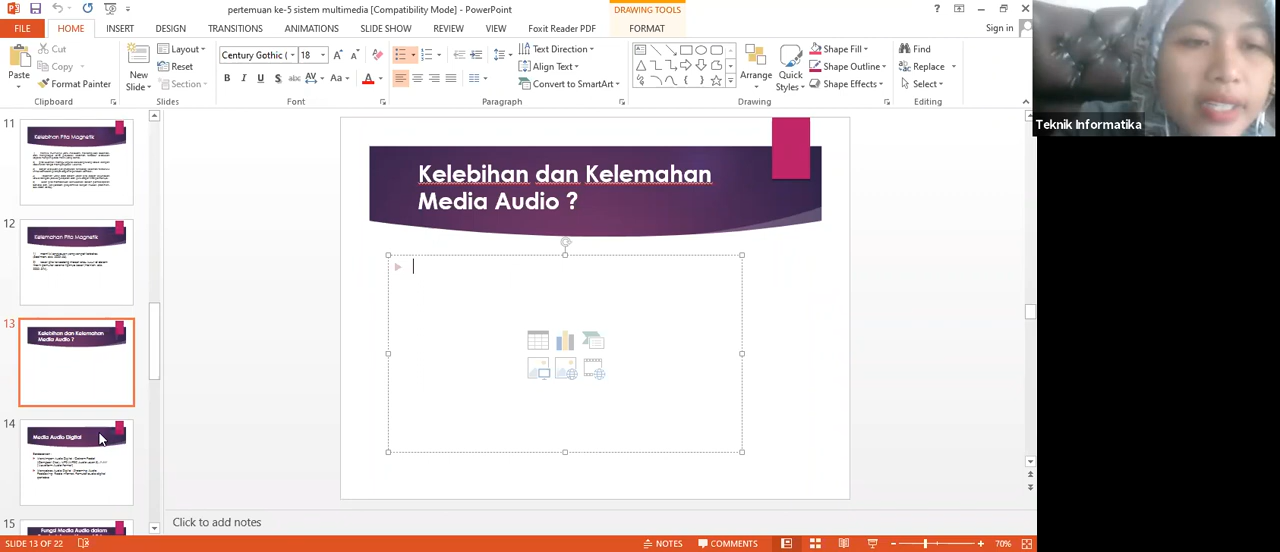 pertemuan ke-5 sistem multimedia [Compatibility Mode] - PowerPoint
DRAWING TOOLS
Sign in
FILE HOME INSERT DESIGN TRANSITIONS ANIMATIONS SLIDE SHOW REVIEW VIEW Foxit Reader PDF FORMAT
Paste
Cut
Copy
Format Painter
Clipboard
New
Slide
Layout
Reset
Section
Slides
Century Gothic (
18
Font
Text Direction
Align Text
Convert to SmartArt
Paragraph
Arrange
Quick
Styles
Shape Fill
Shape Outline
Shape Effects
Drawing
Find
Replace
Select
Editing
Teknik Informatika
11
Kelebihan Pita Magnetik
12
Kelemahan Pita Magnetik
13
Kelebihan dan Kelemahan
Media Audio ?
14
Media Audio Digital
15
Fungsi Media Audio dalam
Kelebihan dan Kelemahan
Media Audio ?
Click to add notes
SLIDE 13 OF 22
NOTES
COMMENTS
70%